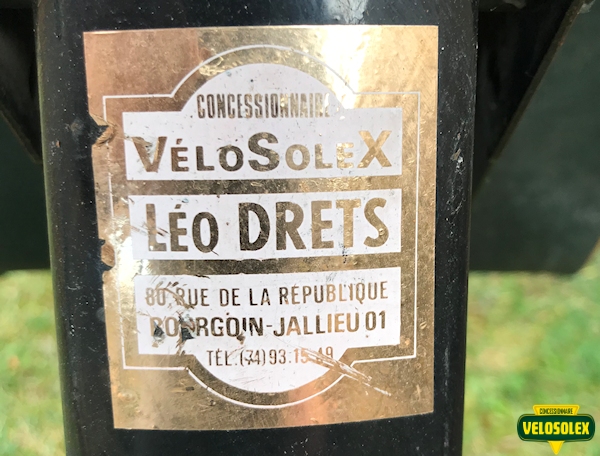 CONCESSIONNAIRE
VÉLOSOLEX
LÉO DRETS
80, RUE DE LA RÉPUBLIQUE
BOURGOIN-JALLIEU 01
TÉL. (74) 93.15.49
CONCESSIONNAIRE
VELOSOLEX